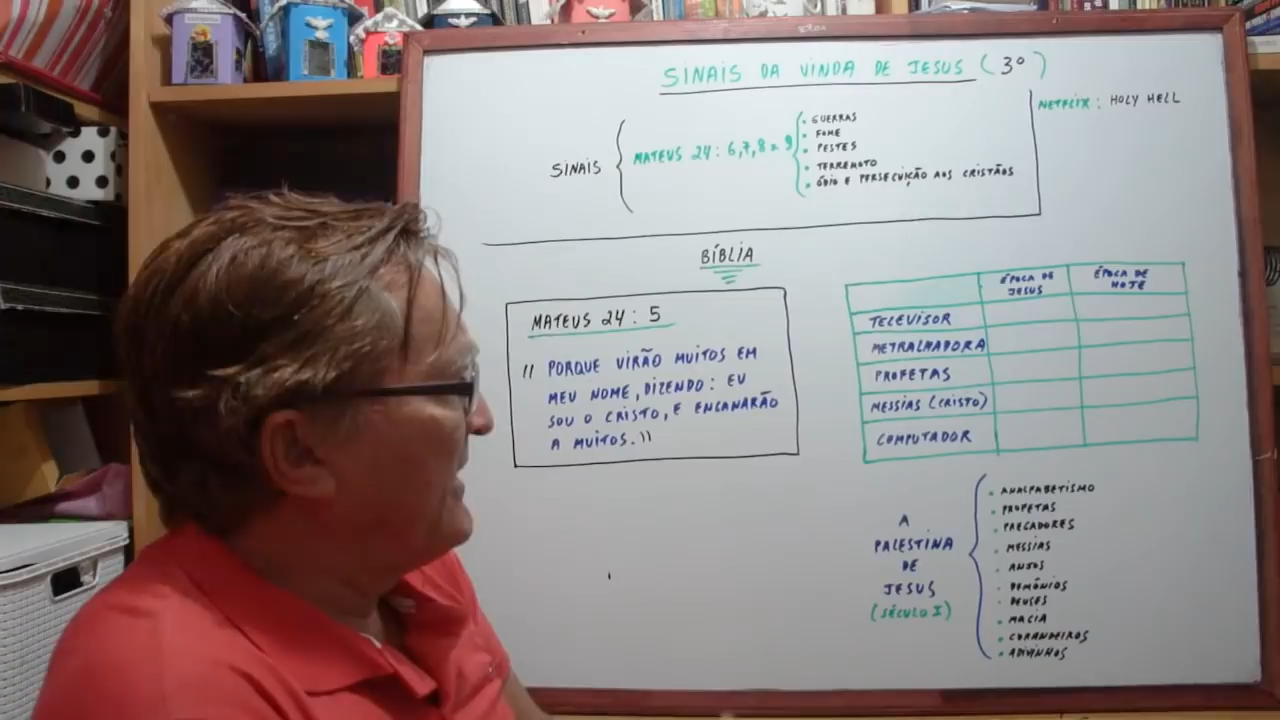 SINAIS DA VINDA DE JESUS (3º)
NETFLIX: HOLY HELL
SINAIS
MATEUS 24: 6,7,8 e 9
• GUERRAS
• FOME
• PESTES
• TERREMOTO
• ÓDIO E PERSECUIÇÃO AOS CRISTÃOS
BÍBLIA
MATEUS 24: 5
" PORQUE VIRÃO MUITOS EM
MEU NOME, DIZENDO: EU
SOU O CRISTO, E ENGANARÃO
A MUITOS."
ÉPOCA DE
JESUS
ÉPOCA DE
HOJE
TELEVISOR
METRALHADORA
PROFETAS
MESSIAS (CRISTO)
COMPUTADOR
A
PALESTINA
DE
JESUS
(SÉCULO I)
• ANALFABETISMO
• PROFETAS
• PREGADORES
• MESSIAS
• ANJOS
• DEMÔNIOS
• DEUSES
• MAGIA
• CURANDEIROS
• ADIVINHOS